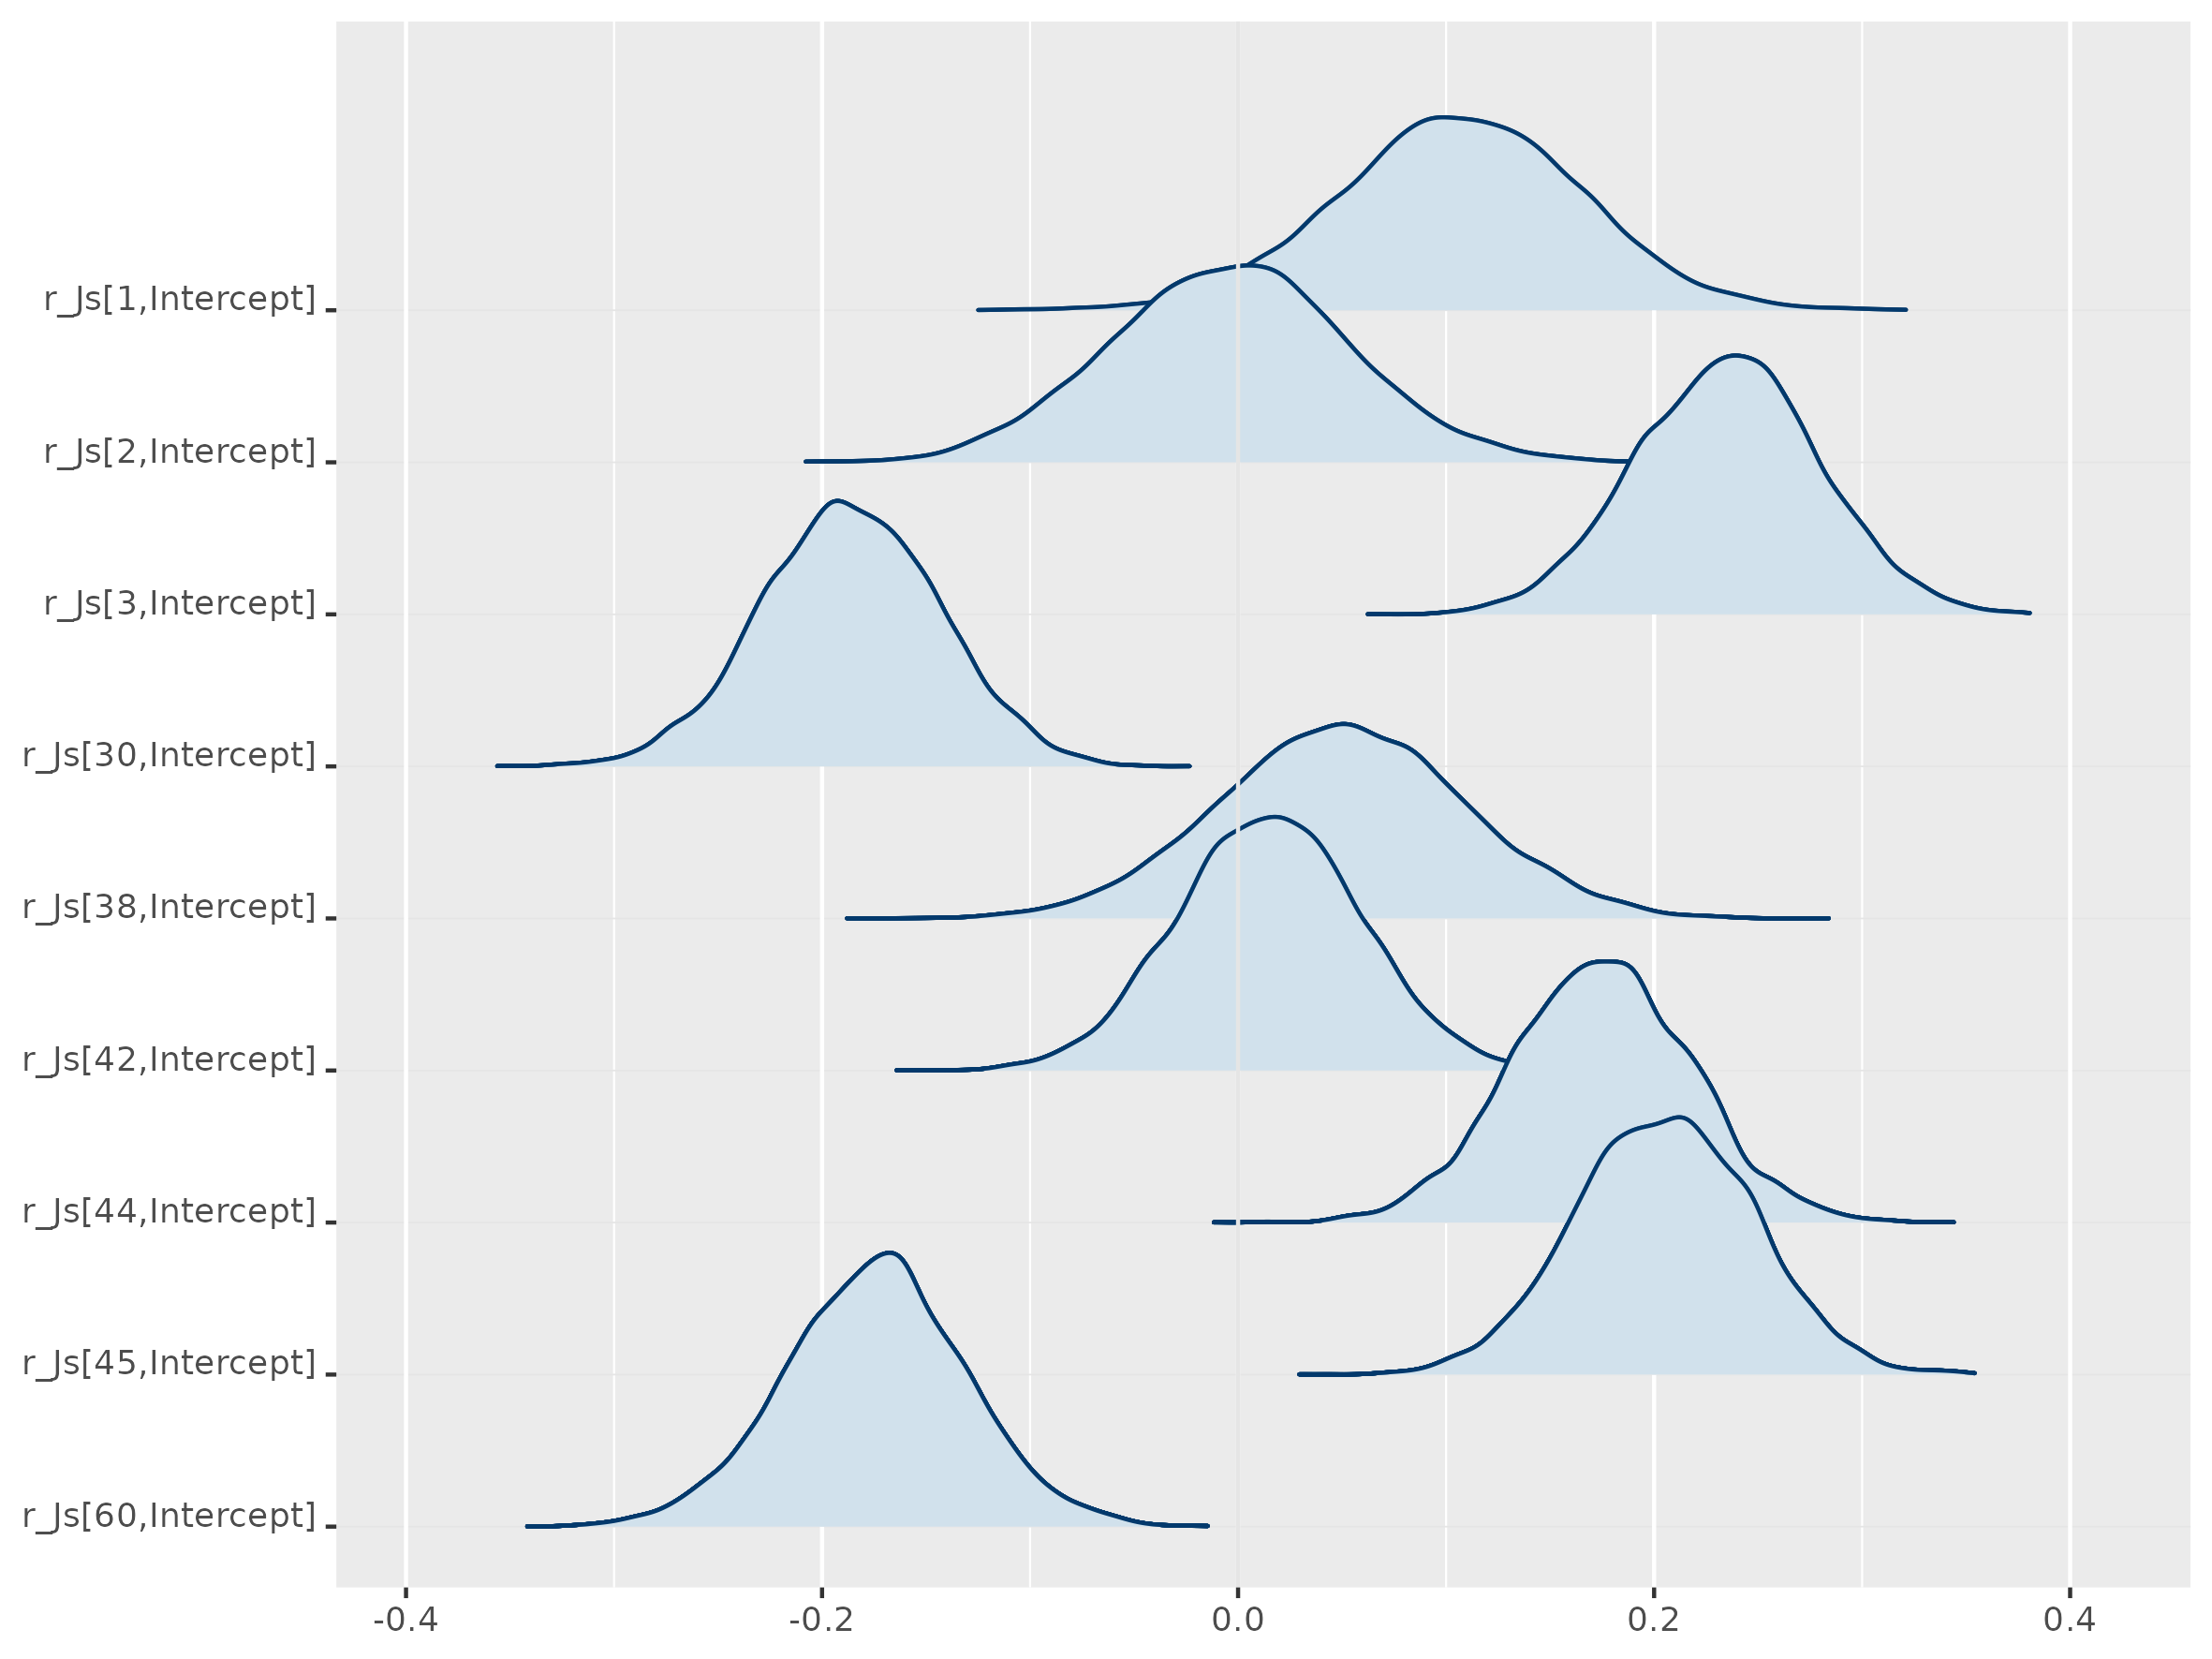 r_Js[1,Intercept]
r_Js[2,Intercept]
r_Js[3,Intercept]
r_Js[30,Intercept]
r_Js[38,Intercept]
r_Js[42,Intercept]
r_Js[44,Intercept]
r_Js[45,Intercept]
r_Js[60,Intercept]
-0.4 -0.2 0.0 0.2 0.4